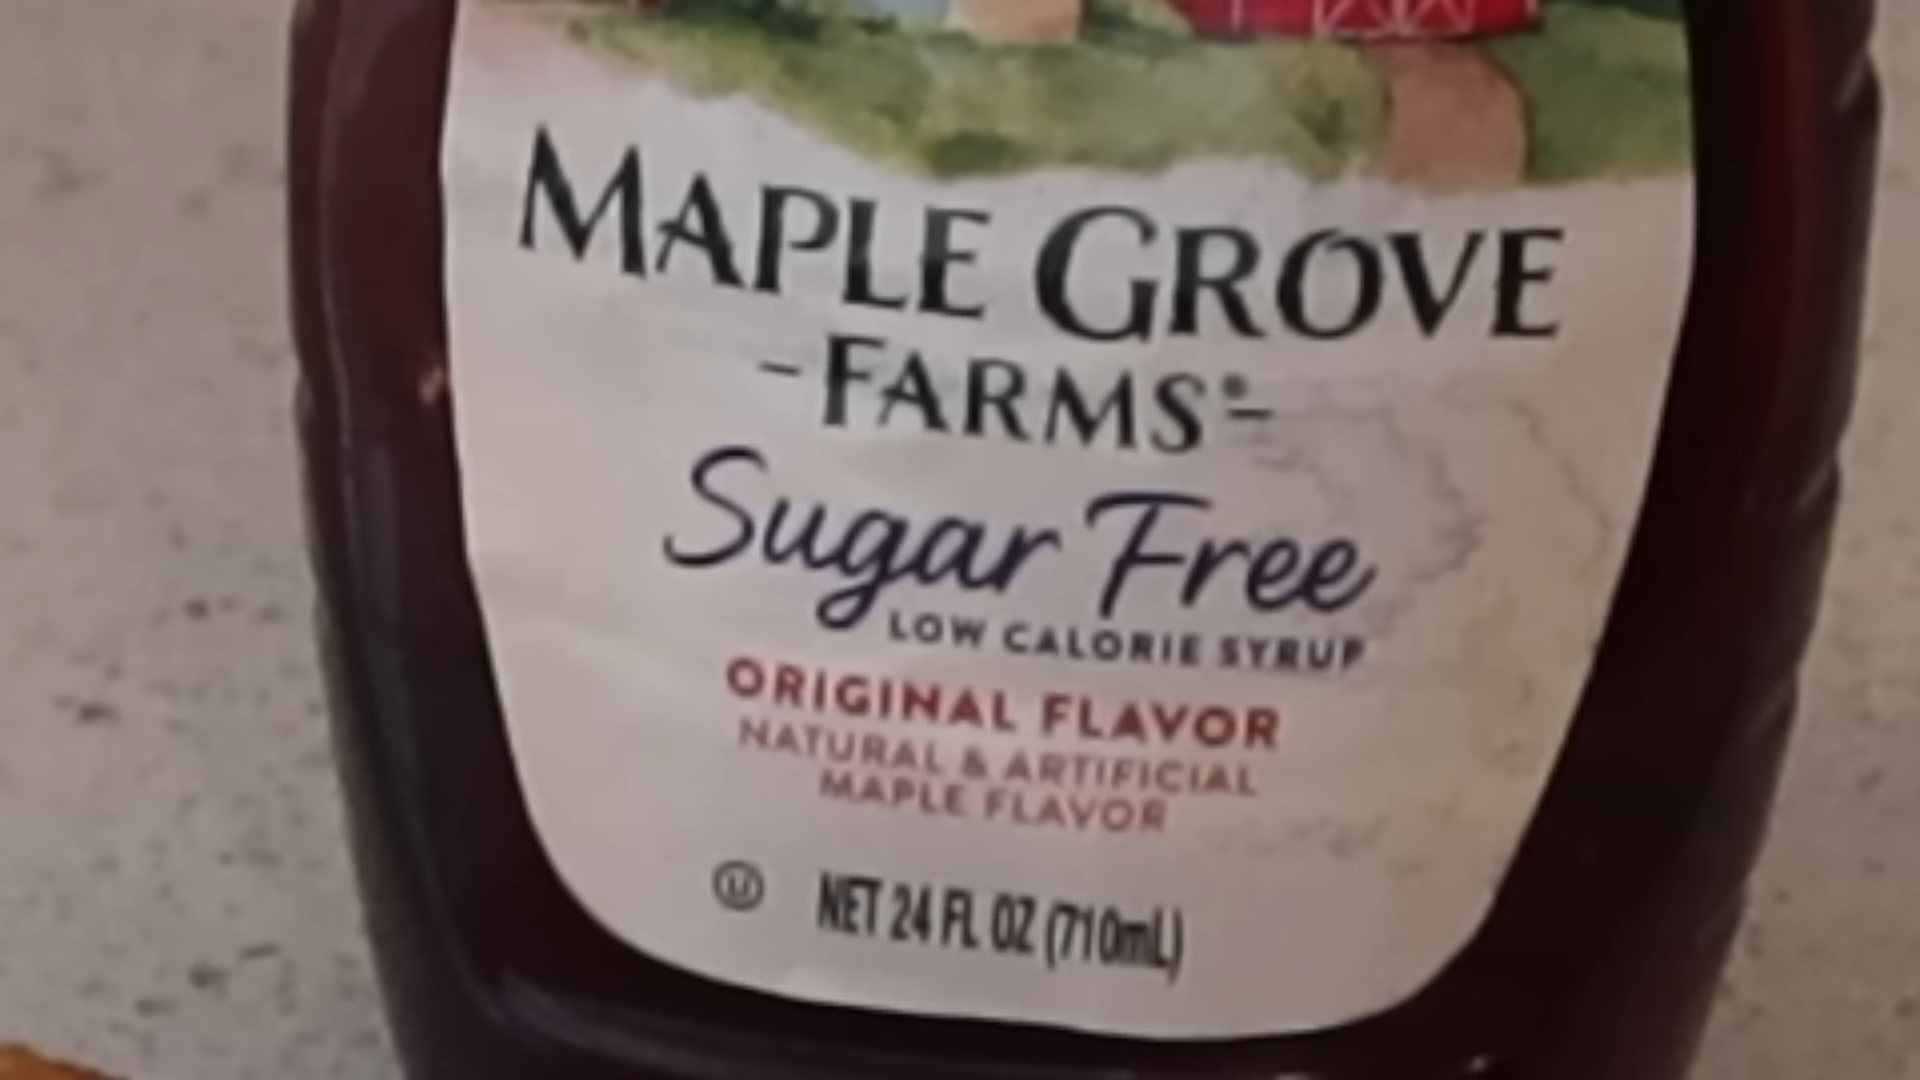 MAPLE GROVE
-FARMS®-
Sugar Free
LOW CALORIE SYRUP
ORIGINAL FLAVOR
NATURAL & ARTIFICIAL
MAPLE FLAVOR
U NET 24 FL OZ (710mL)